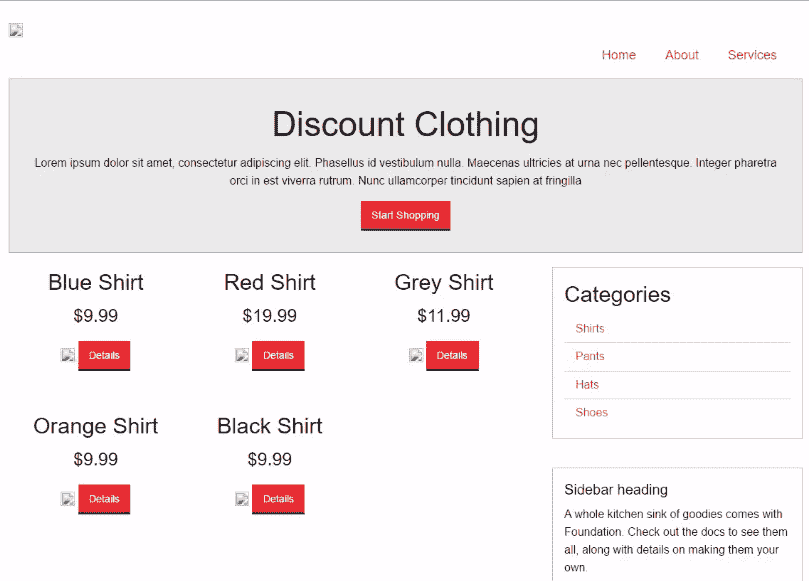 Home About Services
Discount Clothing
Lorem ipsum dolor sit amet, consectetur adipiscing elit. Phasellus id vestibulum nulla. Maecenas ultricies at urna nec pellentesque. Integer pharetra
orci in est viverra rutrum. Nunc ullamcorper tincidunt sapien at fringilla
Start Shopping
Blue Shirt Red Shirt Grey Shirt
$9.99 $19.99 $11.99
Details Details Details
Orange Shirt Black Shirt
$9.99 $9.99
Details Details
Categories
Shirts
Pants
Hats
Shoes
Sidebar heading
A whole kitchen sink of goodies comes with
Foundation. Check out the docs to see them
all, along with details on making them your
own.